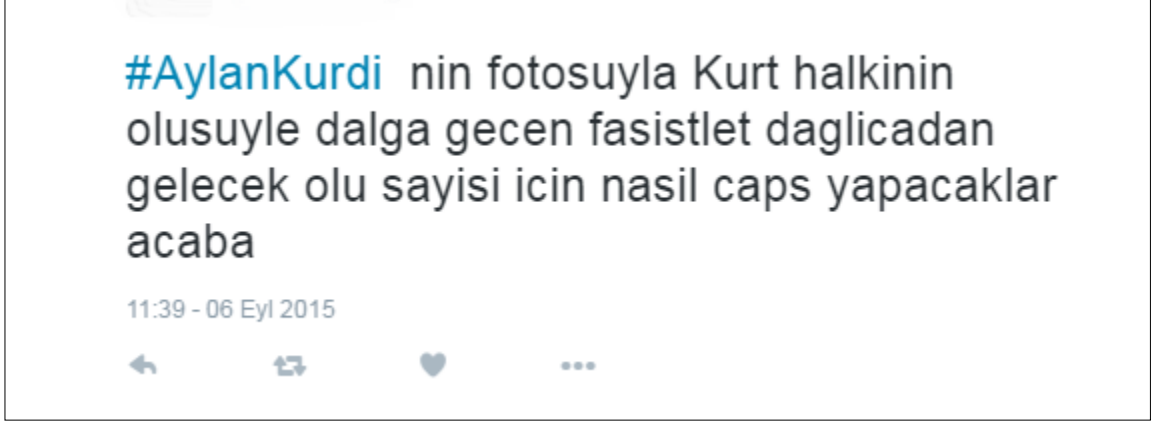 #AylanKurdi nin fotosuyla Kurt halkinin
olusuyle dalga gecen fasistlet daglicadan
gelecek olu sayisi icin nasil caps yapacaklar
acaba
11:39 - 06 Eyl 2015